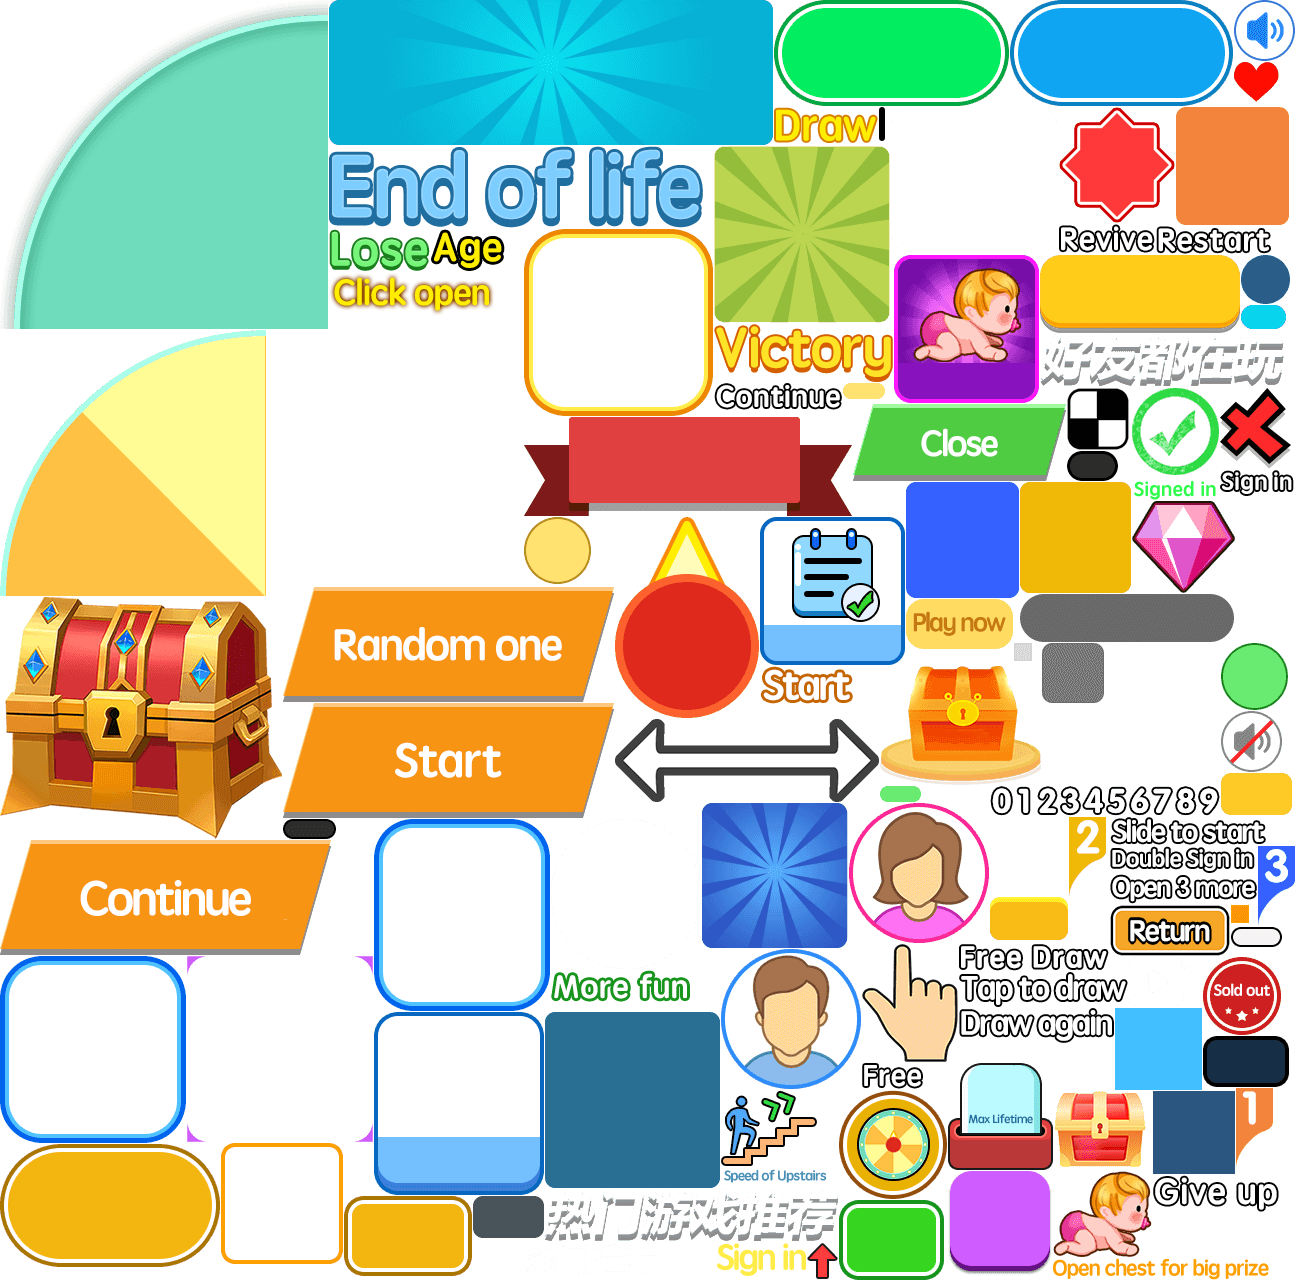 Draw
End of life
Lose Age
Click open
Revive Restart
Victory
Continue
好友都在玩
Close
Signed in
Sign in
Play now
Random one
Start
Start
0123456789
2
Slide to start
Double Sign in
3
Open 3 more
Continue
Return
More fun
Free Draw
Tap to draw
Sold out
Draw again
Free
Max Lifetime
1
Speed of Upstairs
Give up
热门游戏推荐
Sign in
Open chest for big prize